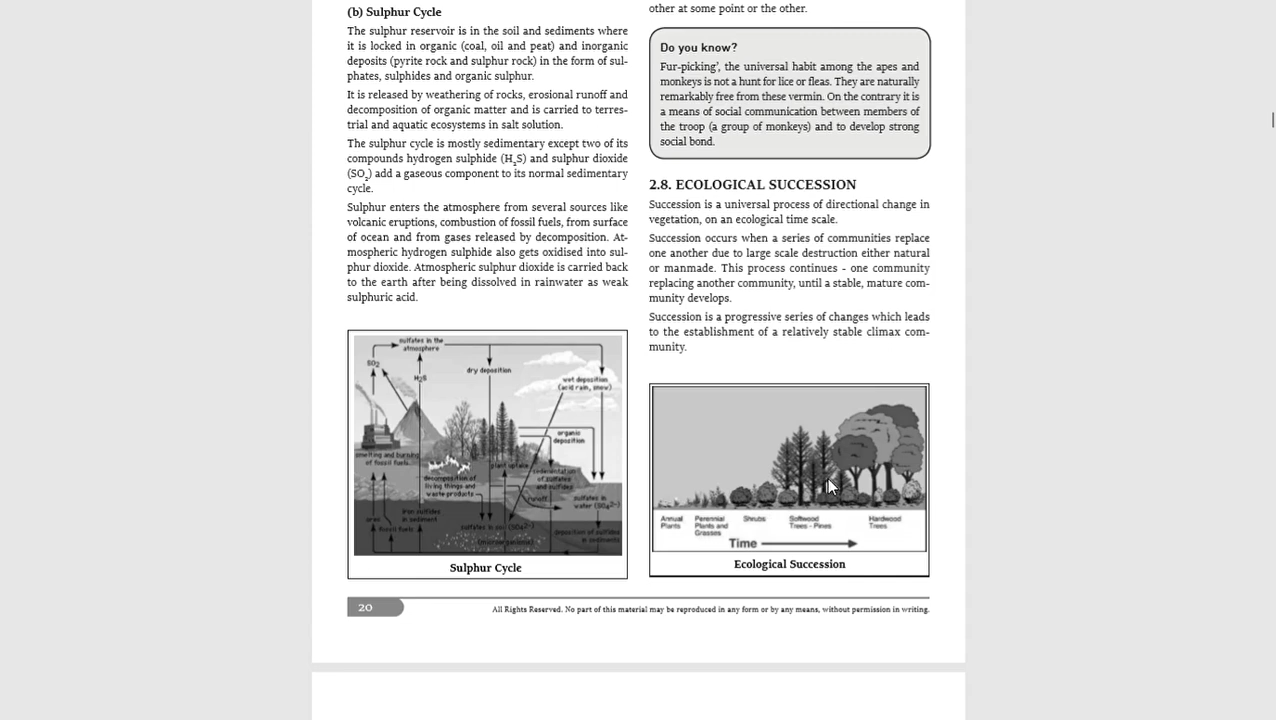 (b) Sulphur Cycle
The sulphur reservoir is in the soil and sediments where
it is locked in organic (coal, oil and peat) and inorganic
deposits (pyrite rock and sulphur rock) in the form of sul-
phates, sulphides and organic sulphur.
It is released by weathering of rocks, erosional runoff and
decomposition of organic matter and is carried to terres-
trial and aquatic ecosystems in salt solution.
The sulphur cycle is mostly sedimentary except two of its
compounds hydrogen sulphide (H₂S) and sulphur dioxide
(SO₂) add a gaseous component to its normal sedimentary
cycle.
Sulphur enters the atmosphere from several sources like
volcanic eruptions, combustion of fossil fuels, from surface
of ocean and from gases released by decomposition. At-
mospheric hydrogen sulphide also gets oxidised into sul-
phur dioxide. Atmospheric sulphur dioxide is carried back
to the earth after being dissolved in rainwater as weak
sulphuric acid.
sulfates in the
atmosphere
SO₂
H₂S
dry deposition
wet deposition
(acid rain, snow)
organic
deposition
smelting and burning
of fossil fuels
plant uptake
decomposition of
living things and
waste products
sedimentation
of sulfates
and sulfides
runoff
sulfates in
water (SO4²⁻)
ores
fossil fuels
iron sulfides
in sediment
sulfates in soil (SO4²⁻)
(microorganisms)
deposition of sulfides
in sediments
Sulphur Cycle
other at some point or the other.
Do you know?
Fur-picking’, the universal habit among the apes and
monkeys is not a hunt for lice or fleas. They are naturally
remarkably free from these vermin. On the contrary it is
a means of social communication between members of
the troop (a group of monkeys) and to develop strong
social bond.
2.8. ECOLOGICAL SUCCESSION
Succession is a universal process of directional change in
vegetation, on an ecological time scale.
Succession occurs when a series of communities replace
one another due to large scale destruction either natural
or manmade. This process continues - one community
replacing another community, until a stable, mature com-
munity develops.
Succession is a progressive series of changes which leads
to the establishment of a relatively stable climax com-
munity.
Annual
Plants
Perennial
Plants and
Grasses
Shrubs
Softwood
Trees - Pines
Hardwood
Trees
Time
Ecological Succession
20
All Rights Reserved. No part of this material may be reproduced in any form or by any means, without permission in writing.